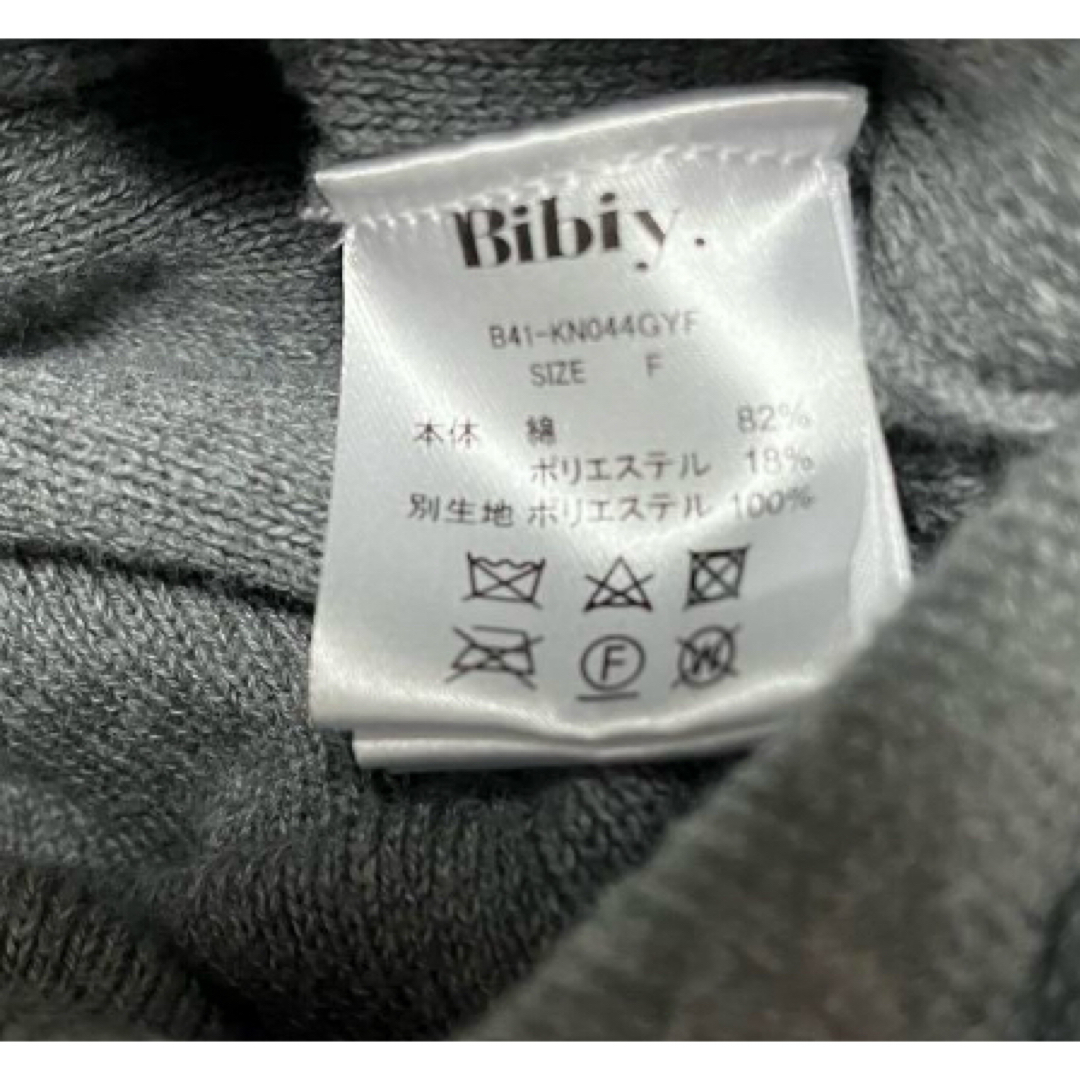 Bibiy.
B41-KN044GYF
SIZE F
本体 綿 82%
ポリエステル 18%
別生地 ポリエステル 100%
F
W